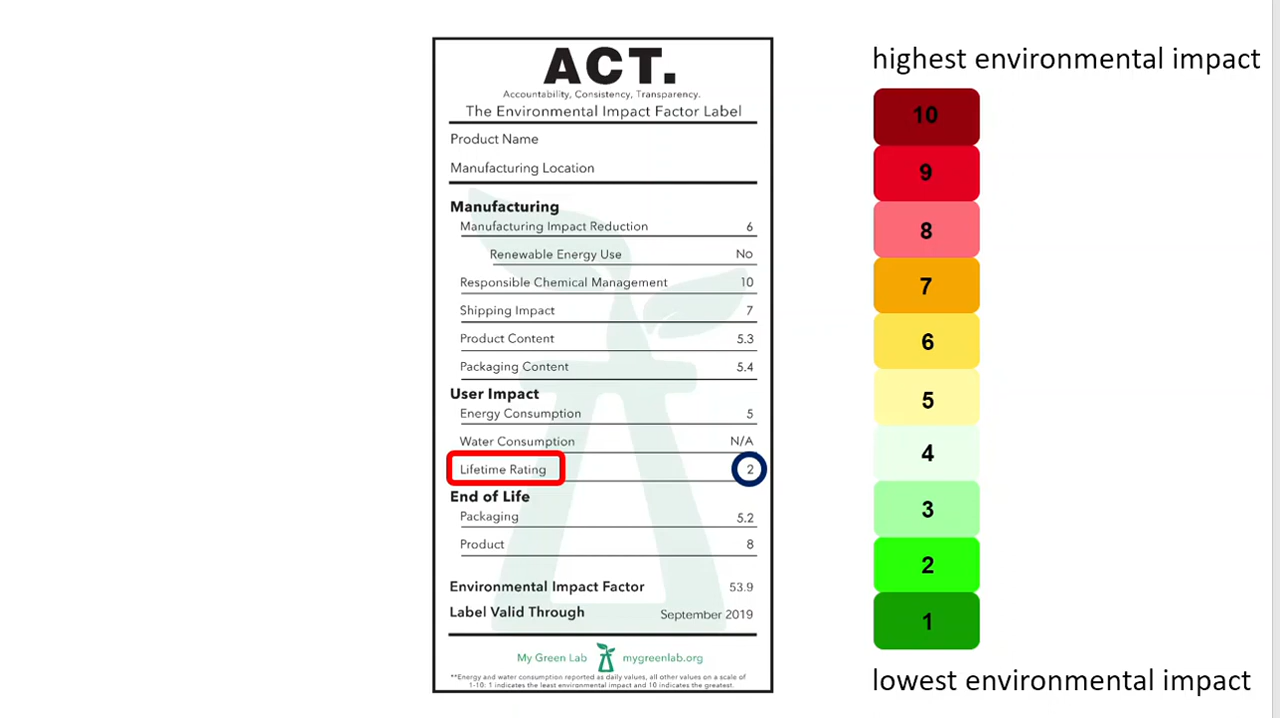 ACT.
Accountability, Consistency, Transparency.
The Environmental Impact Factor Label
Product Name
Manufacturing Location
Manufacturing
Manufacturing Impact Reduction 6
Renewable Energy Use No
Responsible Chemical Management 10
Shipping Impact 7
Product Content 5.3
Packaging Content 5.4
User Impact
Energy Consumption 5
Water Consumption N/A
Lifetime Rating 2
End of Life
Packaging 5.2
Product 8
Environmental Impact Factor 53.9
Label Valid Through September 2019
My Green Lab mygreenlab.org
**Energy and water consumption reported as daily values, all other values on a scale of
1-10: 1 indicates the least environmental impact and 10 indicates the greatest.
highest environmental impact
10
9
8
7
6
5
4
3
2
1
lowest environmental impact